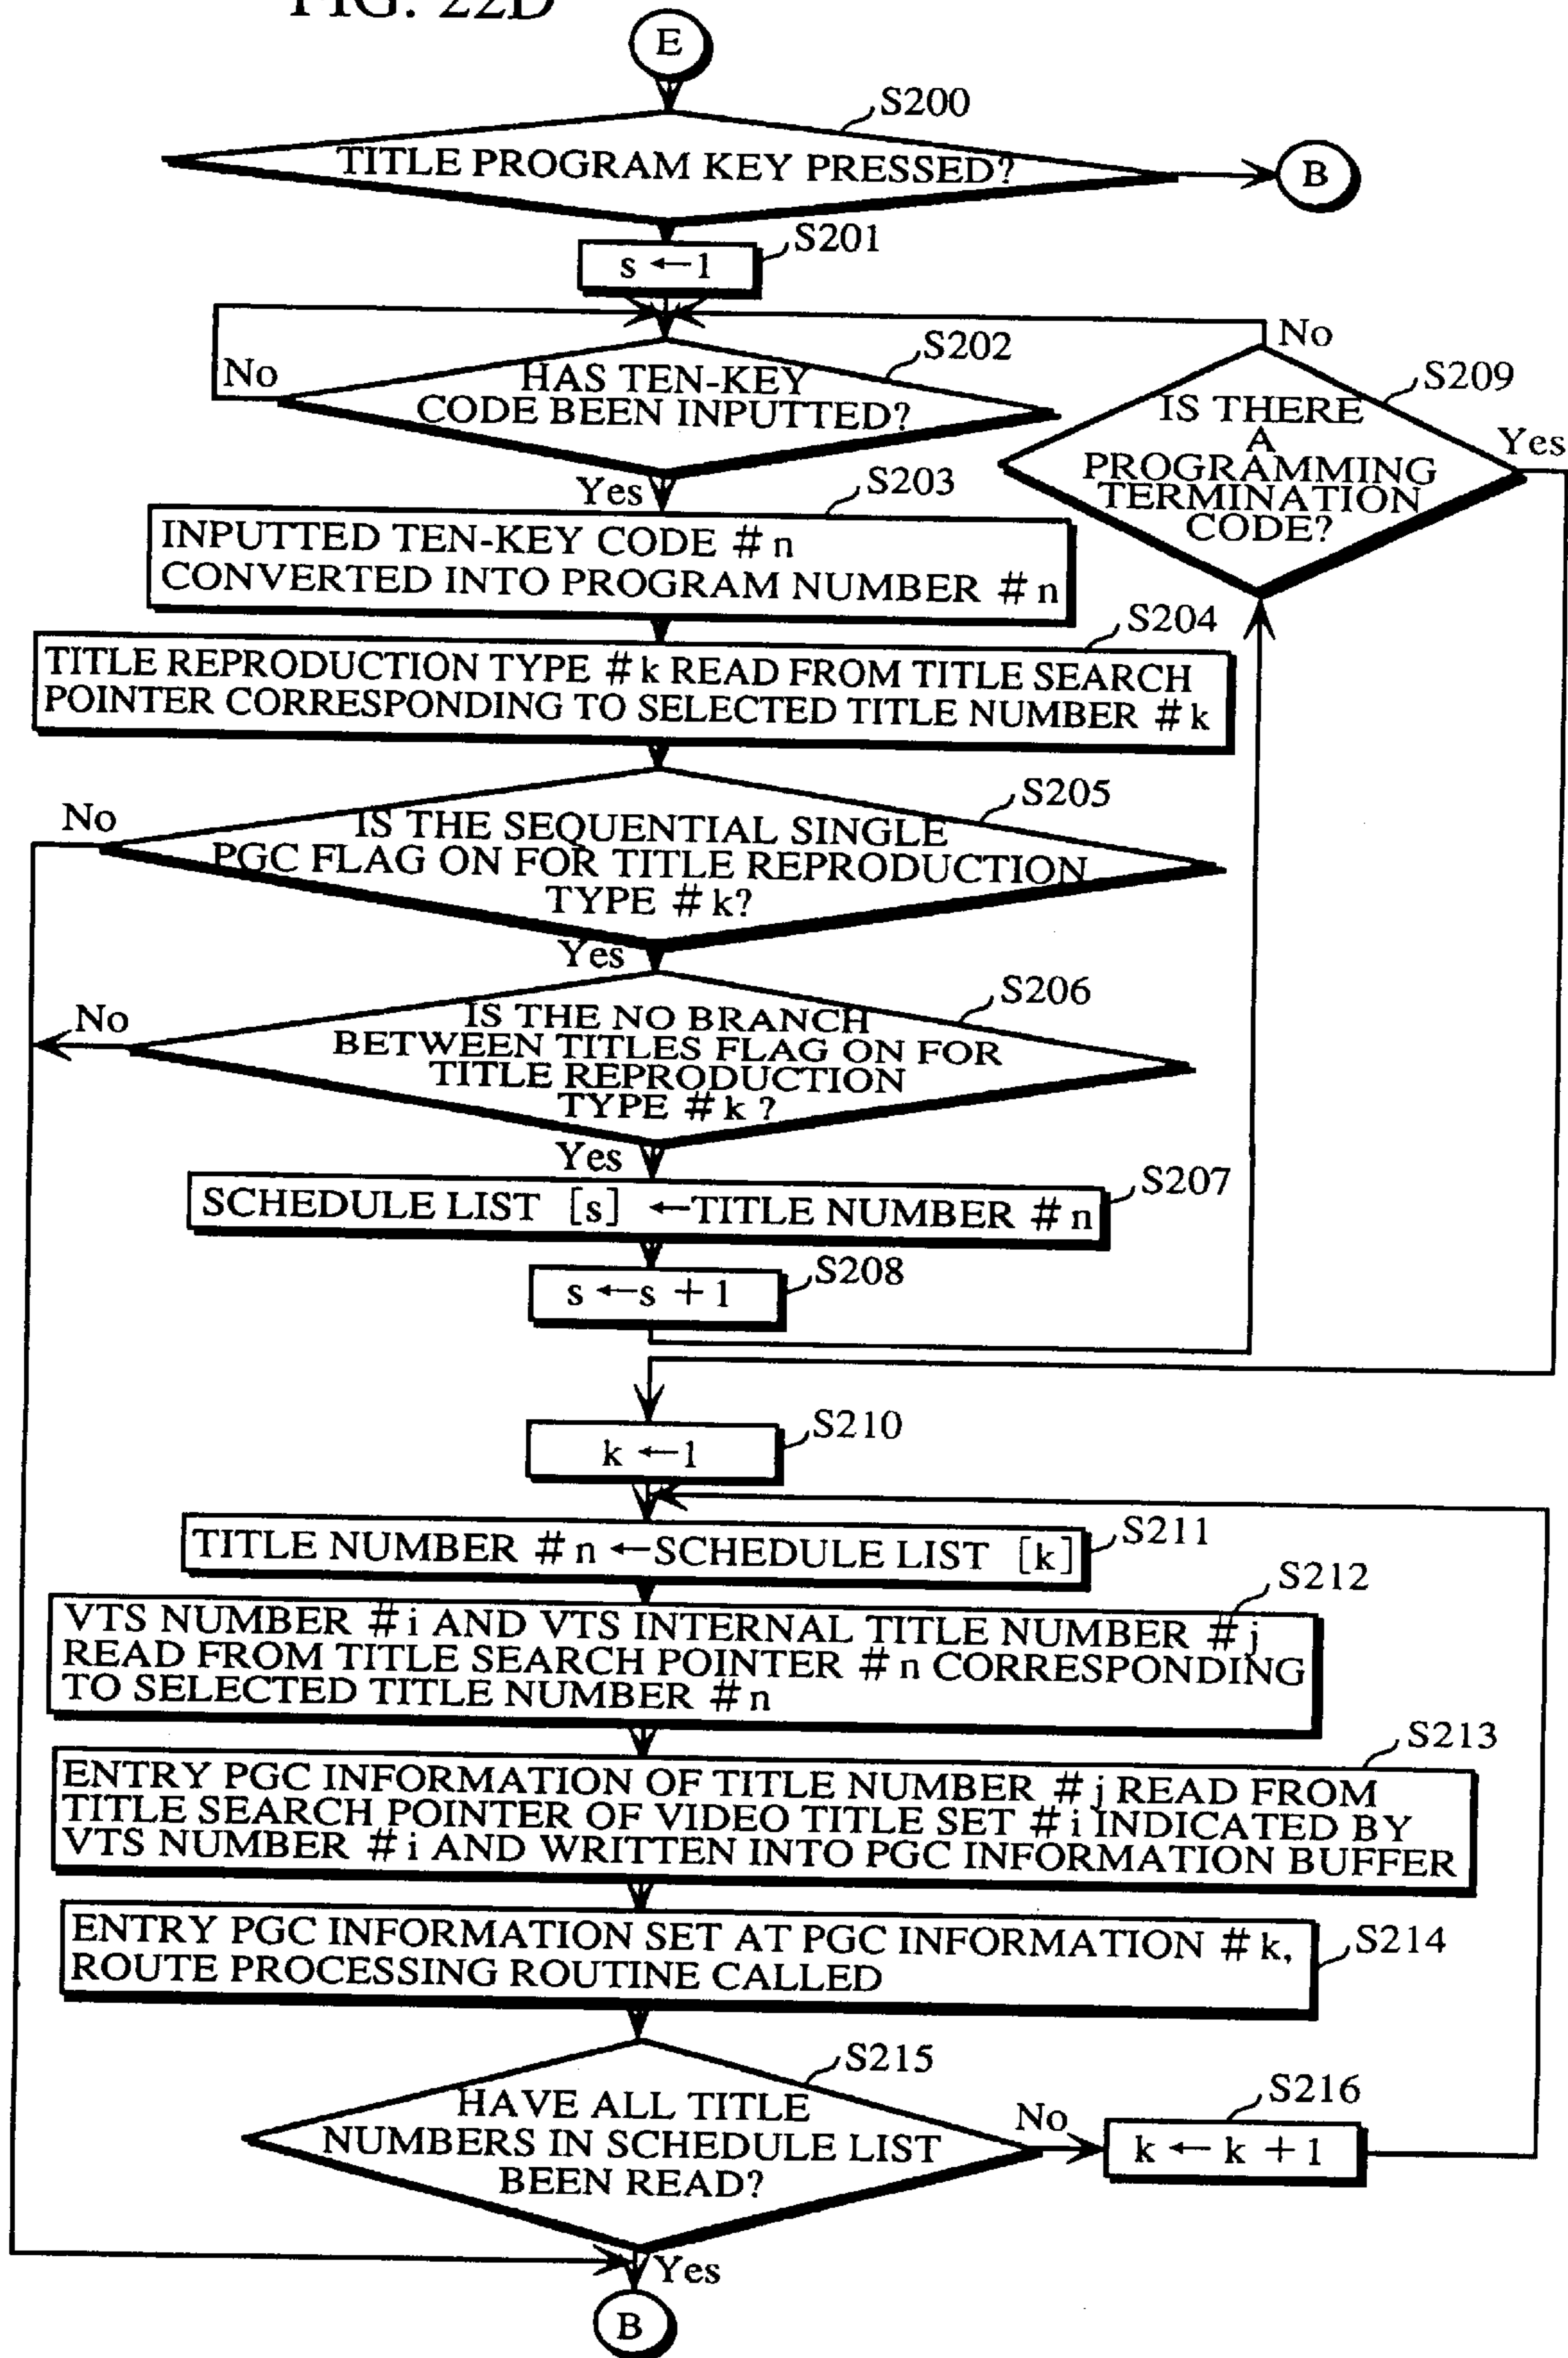 FIG. 22D
E
S200
TITLE PROGRAM KEY PRESSED?
B
S201
s ←1
No
S202
HAS TEN-KEY
CODE BEEN INPUTTED?
No
S209
IS THERE
A
PROGRAMMING
TERMINATION
CODE?
Yes
Yes
S203
INPUTTED TEN-KEY CODE #n
CONVERTED INTO PROGRAM NUMBER #n
S204
TITLE REPRODUCTION TYPE #k READ FROM TITLE SEARCH
POINTER CORRESPONDING TO SELECTED TITLE NUMBER #k
S205
No
IS THE SEQUENTIAL SINGLE
PGC FLAG ON FOR TITLE REPRODUCTION
TYPE #k?
Yes
S206
No
IS THE NO BRANCH
BETWEEN TITLES FLAG ON FOR
TITLE REPRODUCTION
TYPE #k ?
Yes
S207
SCHEDULE LIST [s] ←TITLE NUMBER #n
S208
s ←s +1
S210
k ←1
S211
TITLE NUMBER #n ←SCHEDULE LIST [k]
S212
VTS NUMBER #i AND VTS INTERNAL TITLE NUMBER #j
READ FROM TITLE SEARCH POINTER #n CORRESPONDING
TO SELECTED TITLE NUMBER #n
S213
ENTRY PGC INFORMATION OF TITLE NUMBER #j READ FROM
TITLE SEARCH POINTER OF VIDEO TITLE SET #i INDICATED BY
VTS NUMBER #i AND WRITTEN INTO PGC INFORMATION BUFFER
S214
ENTRY PGC INFORMATION SET AT PGC INFORMATION #k,
ROUTE PROCESSING ROUTINE CALLED
S215
HAVE ALL TITLE
NUMBERS IN SCHEDULE LIST
BEEN READ?
No
S216
k ← k +1
Yes
B